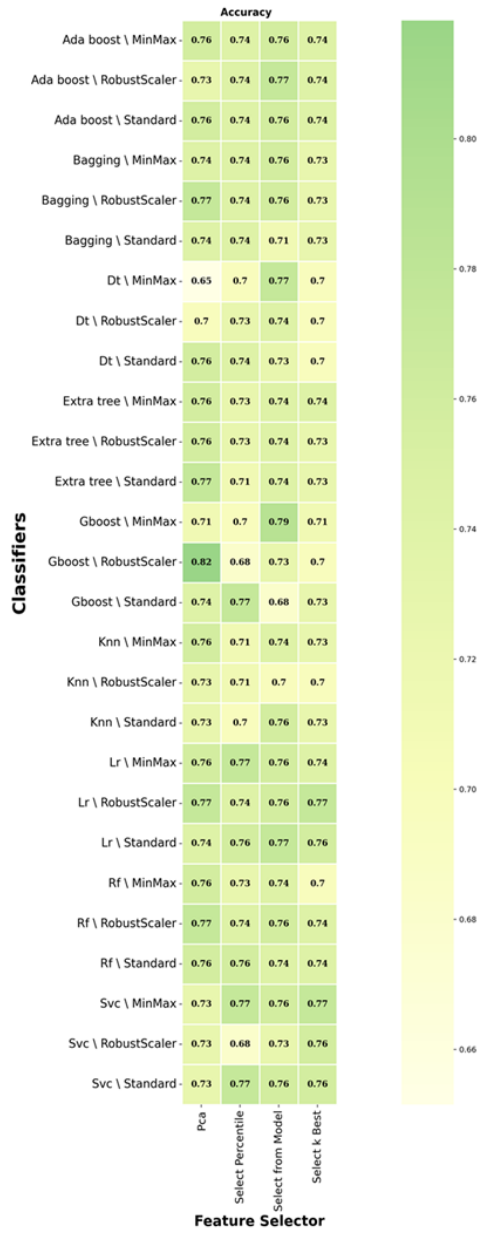 Accuracy
Ada boost \ MinMax 0.76 0.74 0.76 0.74
Ada boost \ RobustScaler 0.73 0.74 0.77 0.74
Ada boost \ Standard 0.76 0.74 0.76 0.74
Bagging \ MinMax 0.74 0.74 0.76 0.73
Bagging \ RobustScaler 0.77 0.74 0.76 0.73
Bagging \ Standard 0.74 0.74 0.71 0.73
Dt \ MinMax 0.65 0.7 0.77 0.7
Dt \ RobustScaler 0.7 0.73 0.74 0.7
Dt \ Standard 0.76 0.74 0.73 0.7
Extra tree \ MinMax 0.76 0.73 0.74 0.74
Extra tree \ RobustScaler 0.76 0.73 0.74 0.73
Extra tree \ Standard 0.77 0.71 0.74 0.73
Gboost \ MinMax 0.71 0.7 0.79 0.71
Gboost \ RobustScaler 0.82 0.68 0.73 0.7
Gboost \ Standard 0.74 0.77 0.68 0.73
Knn \ MinMax 0.76 0.71 0.74 0.73
Knn \ RobustScaler 0.73 0.71 0.7 0.7
Knn \ Standard 0.73 0.7 0.76 0.73
Lr \ MinMax 0.76 0.77 0.76 0.74
Lr \ RobustScaler 0.77 0.74 0.76 0.77
Lr \ Standard 0.74 0.76 0.77 0.76
Rf \ MinMax 0.76 0.73 0.74 0.7
Rf \ RobustScaler 0.77 0.74 0.76 0.74
Rf \ Standard 0.76 0.76 0.74 0.74
Svc \ MinMax 0.73 0.77 0.76 0.77
Svc \ RobustScaler 0.73 0.68 0.73 0.76
Svc \ Standard 0.73 0.77 0.76 0.76
Classifiers
Pca
Select Percentile
Select from Model
Select k Best
Feature Selector
0.80
0.78
0.76
0.74
0.72
0.70
0.68
0.66